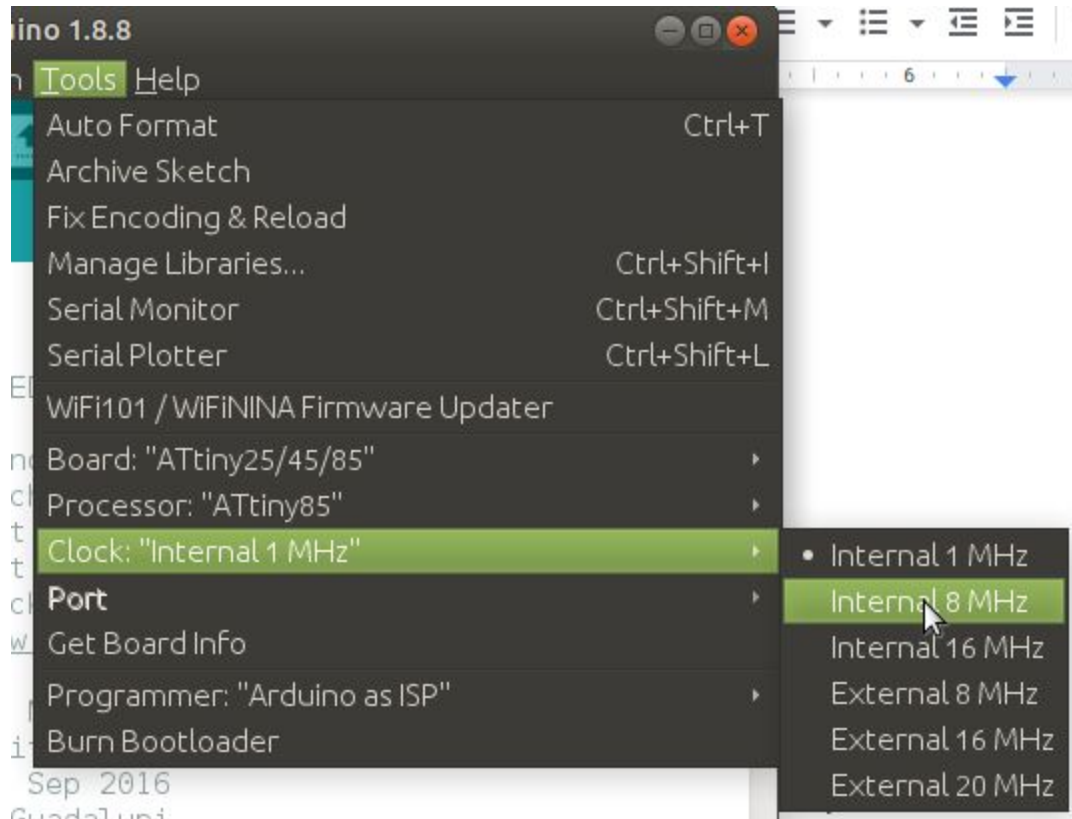 ino 1.8.8
6
Tools Help
Auto Format Ctrl+T
Archive Sketch
Fix Encoding & Reload
Manage Libraries... Ctrl+Shift+I
Serial Monitor Ctrl+Shift+M
Serial Plotter Ctrl+Shift+L
WiFi101 / WiFiNINA Firmware Updater
Board: "ATtiny25/45/85"
Processor: "ATtiny85"
Clock: "Internal 1 MHz"
Port
Get Board Info
Programmer: "Arduino as ISP"
Burn Bootloader
Internal 1 MHz
Internal 8 MHz
Internal 16 MHz
External 8 MHz
External 16 MHz
External 20 MHz
Sep 2016